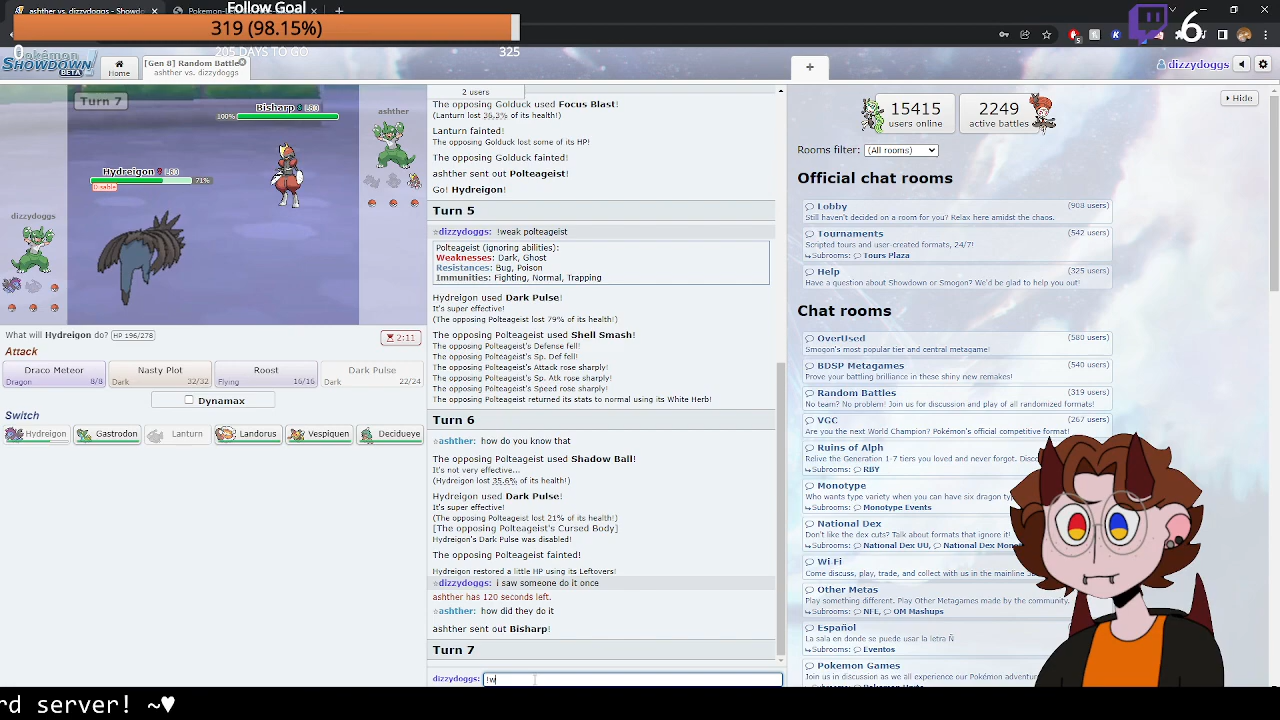 ashther vs. dizzydoggs - Showdo
Follow Goal
319 (98.15%)
0
205 DAYS TO GO
325
6
Pokémon
SHOWDOWN
BETA
Home
[Gen 8] Random Battle
ashther vs. dizzydoggs
+
dizzydoggs
Turn 7
Bisharp
100%
ashther
Hydreigon
71%
Disable
dizzydoggs
What will Hydreigon do? HP 196/278
2:11
Attack
Draco Meteor
Dragon 8/8
Nasty Plot
Dark 32/32
Roost
Flying 16/16
Dark Pulse
Dark 22/24
Dynamax
Switch
Hydreigon
Gastrodon
Lanturn
Landorus
Vespiquen
Decidueye
2 users
The opposing Golduck used Focus Blast!
(Lanturn lost 36.2% of its health!)
Lanturn fainted!
The opposing Golduck lost some of its HP!
The opposing Golduck fainted!
ashther sent out Polteageist!
Go! Hydreigon!
Turn 5
☆dizzydoggs: !weak polteageist
Polteageist (ignoring abilities):
Weaknesses: Dark, Ghost
Resistances: Bug, Poison
Immunities: Fighting, Normal, Trapping
Hydreigon used Dark Pulse!
It's super effective!
(The opposing Polteageist lost 79% of its health!)
The opposing Polteageist used Shell Smash!
The opposing Polteageist's Defense fell!
The opposing Polteageist's Sp. Def fell!
The opposing Polteageist's Attack rose sharply!
The opposing Polteageist's Sp. Atk rose sharply!
The opposing Polteageist's Speed rose sharply!
The opposing Polteageist returned its stats to normal using its White Herb!
Turn 6
☆ashther: how do you know that
The opposing Polteageist used Shadow Ball!
It's not very effective...
(Hydreigon lost 35.6% of its health!)
Hydreigon used Dark Pulse!
It's super effective!
(The opposing Polteageist lost 21% of its health!)
[The opposing Polteageist's Cursed Body]
Hydreigon's Dark Pulse was disabled!
The opposing Polteageist fainted!
Hydreigon restored a little HP using its Leftovers!
☆dizzydoggs: i saw someone do it once
ashther has 120 seconds left.
☆ashther: how did they do it
ashther sent out Bisharp!
Turn 7
dizzydoggs: !w
15415
users online
2249
active battles
Hide
Rooms filter: (All rooms)
Official chat rooms
Lobby (908 users)
Still haven't decided on a room for you? Relax here amidst the chaos.
Tournaments (542 users)
Scripted tours and user-created formats, 24/7!
Subrooms: Tours Plaza
Help (325 users)
Have a question about Showdown or Smogon? We'd be glad to help you out!
Chat rooms
OverUsed (580 users)
Smogon's most popular tier and central metagame!
BDSP Metagames (540 users)
Prove your battling brilliance in these shiny new remakes!
Random Battles (319 users)
No team? No problem! Join us for discussion and play of all randomized formats!
VGC (267 users)
Are you the next World Champion? Pokémon's official competitive format!
Ruins of Alph
Relive the Generation 1-7 tiers you loved and never forget.
Subrooms: RBY
Monotype
Who wants type variety when you can have six dragon
Subrooms: Monotype Events
National Dex
Don't like the dex cuts? Talk about formats that ignore it!
Subrooms: National Dex UU, National Dex
Wi-Fi
Come discuss, play, trade, and collect with us in the mainline
Other Metas
Play something different. Play Other Metagames made by the community.
Subrooms: NFE, OM Mashups
Español
La sala en donde se puede usar la letra Ñ
Subrooms: Eventos
Pokemon Games
Join us in discussion as we all experience our Pokémon
rd server! ~♥